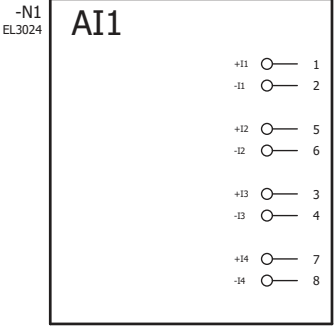 -N1
EL3024
AI1
+I1 1
-I1 2
+I2 5
-I2 6
+I3 3
-I3 4
+I4 7
-I4 8